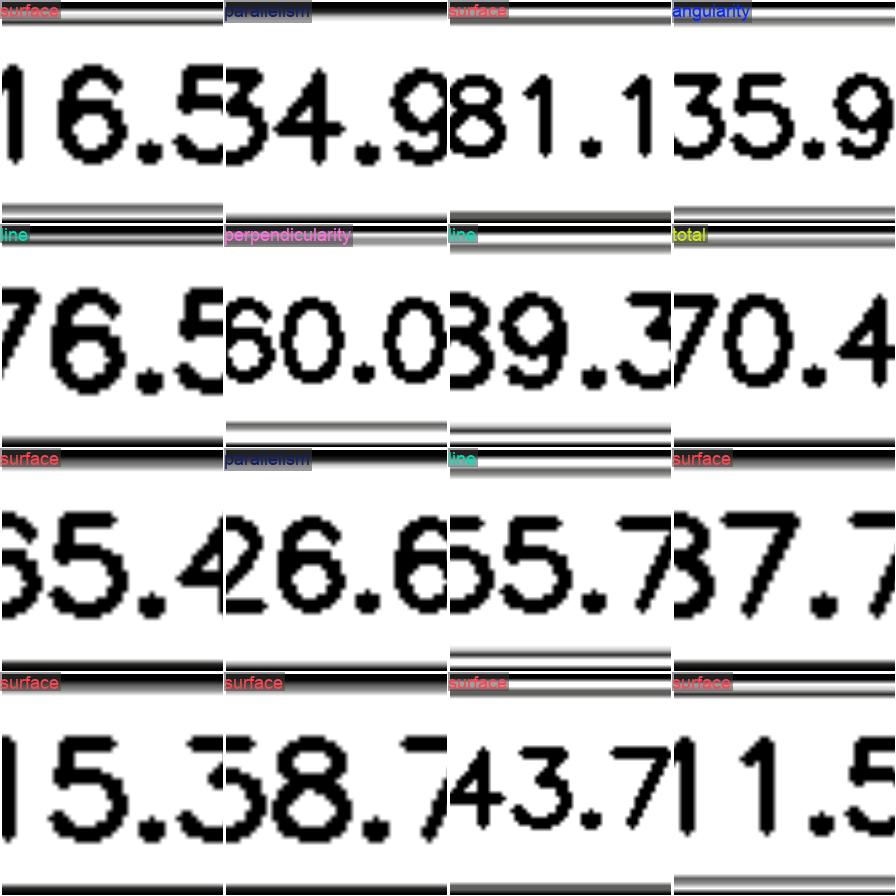 surface parallelism surface angularity
16.5 34.9 81.1 35.9
line perpendicularity line total
76.5 60.0 89.3 70.4
surface parallelism line surface
65.4 26.6 55.7 37.7
surface surface surface surface
15.3 58.7 43.7 11.5